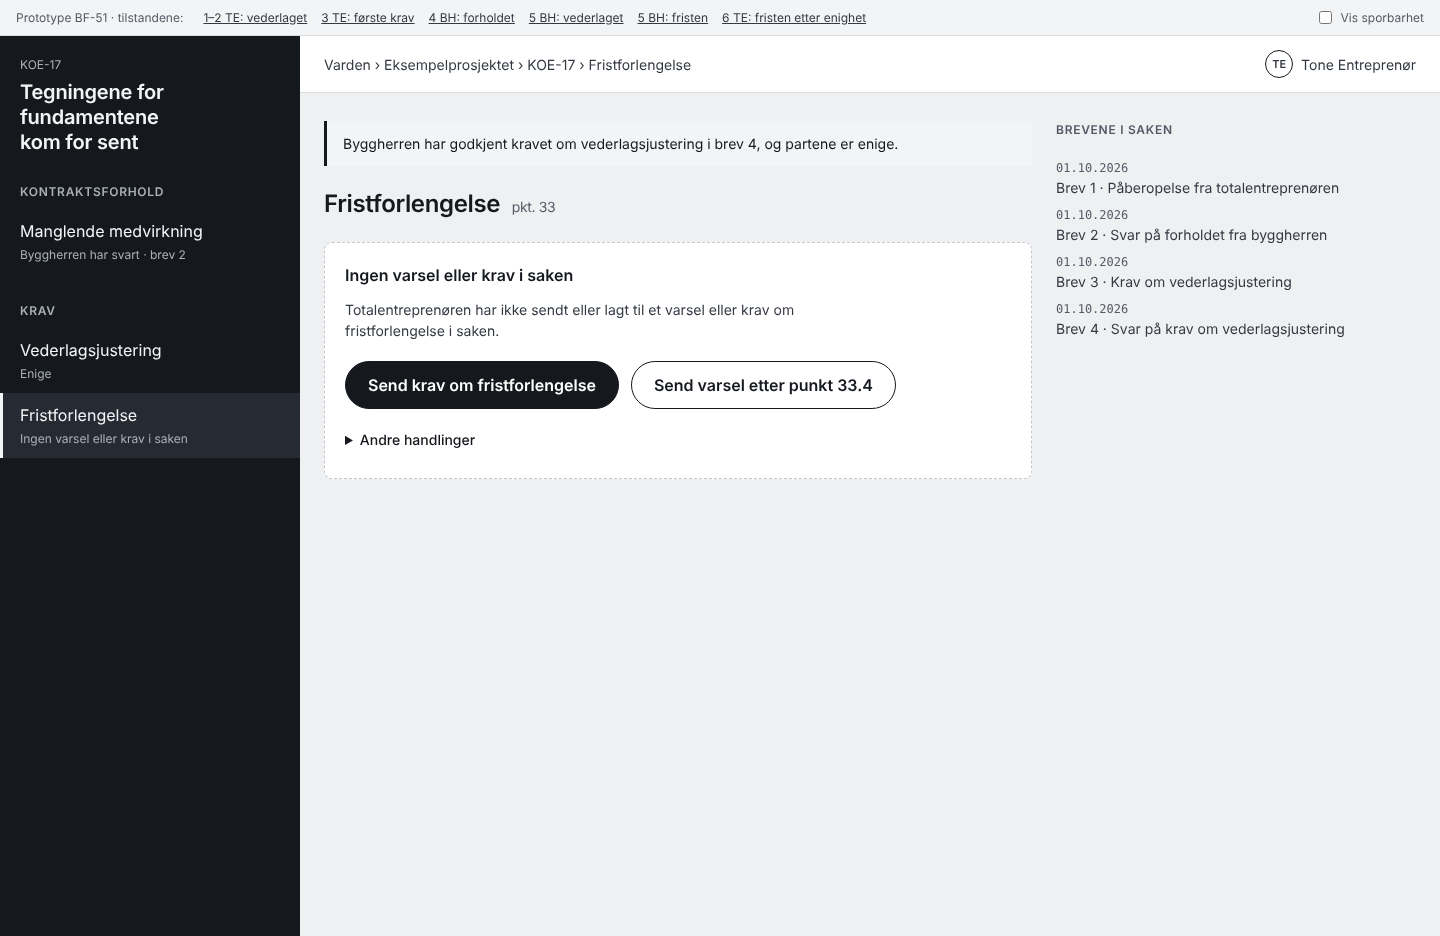 Prototype BF-51 · tilstandene: 1–2 TE: vederlaget 3 TE: første krav 4 BH: forholdet 5 BH: vederlaget 5 BH: fristen 6 TE: fristen etter enighet Vis sporbarhet
KOE-17
Tegningene for
fundamentene
kom for sent
KONTRAKTSFORHOLD
Manglende medvirkning
Byggherren har svart · brev 2
KRAV
Vederlagsjustering
Enige
Fristforlengelse
Ingen varsel eller krav i saken
Varden › Eksempelprosjektet › KOE-17 › Fristforlengelse
TE Tone Entreprenør
Byggherren har godkjent kravet om vederlagsjustering i brev 4, og partene er enige.
Fristforlengelse pkt. 33
Ingen varsel eller krav i saken
Totalentreprenøren har ikke sendt eller lagt til et varsel eller krav om
fristforlengelse i saken.
Send krav om fristforlengelse Send varsel etter punkt 33.4
Andre handlinger
BREVENE I SAKEN
01.10.2026
Brev 1 · Påberopelse fra totalentreprenøren
01.10.2026
Brev 2 · Svar på forholdet fra byggherren
01.10.2026
Brev 3 · Krav om vederlagsjustering
01.10.2026
Brev 4 · Svar på krav om vederlagsjustering